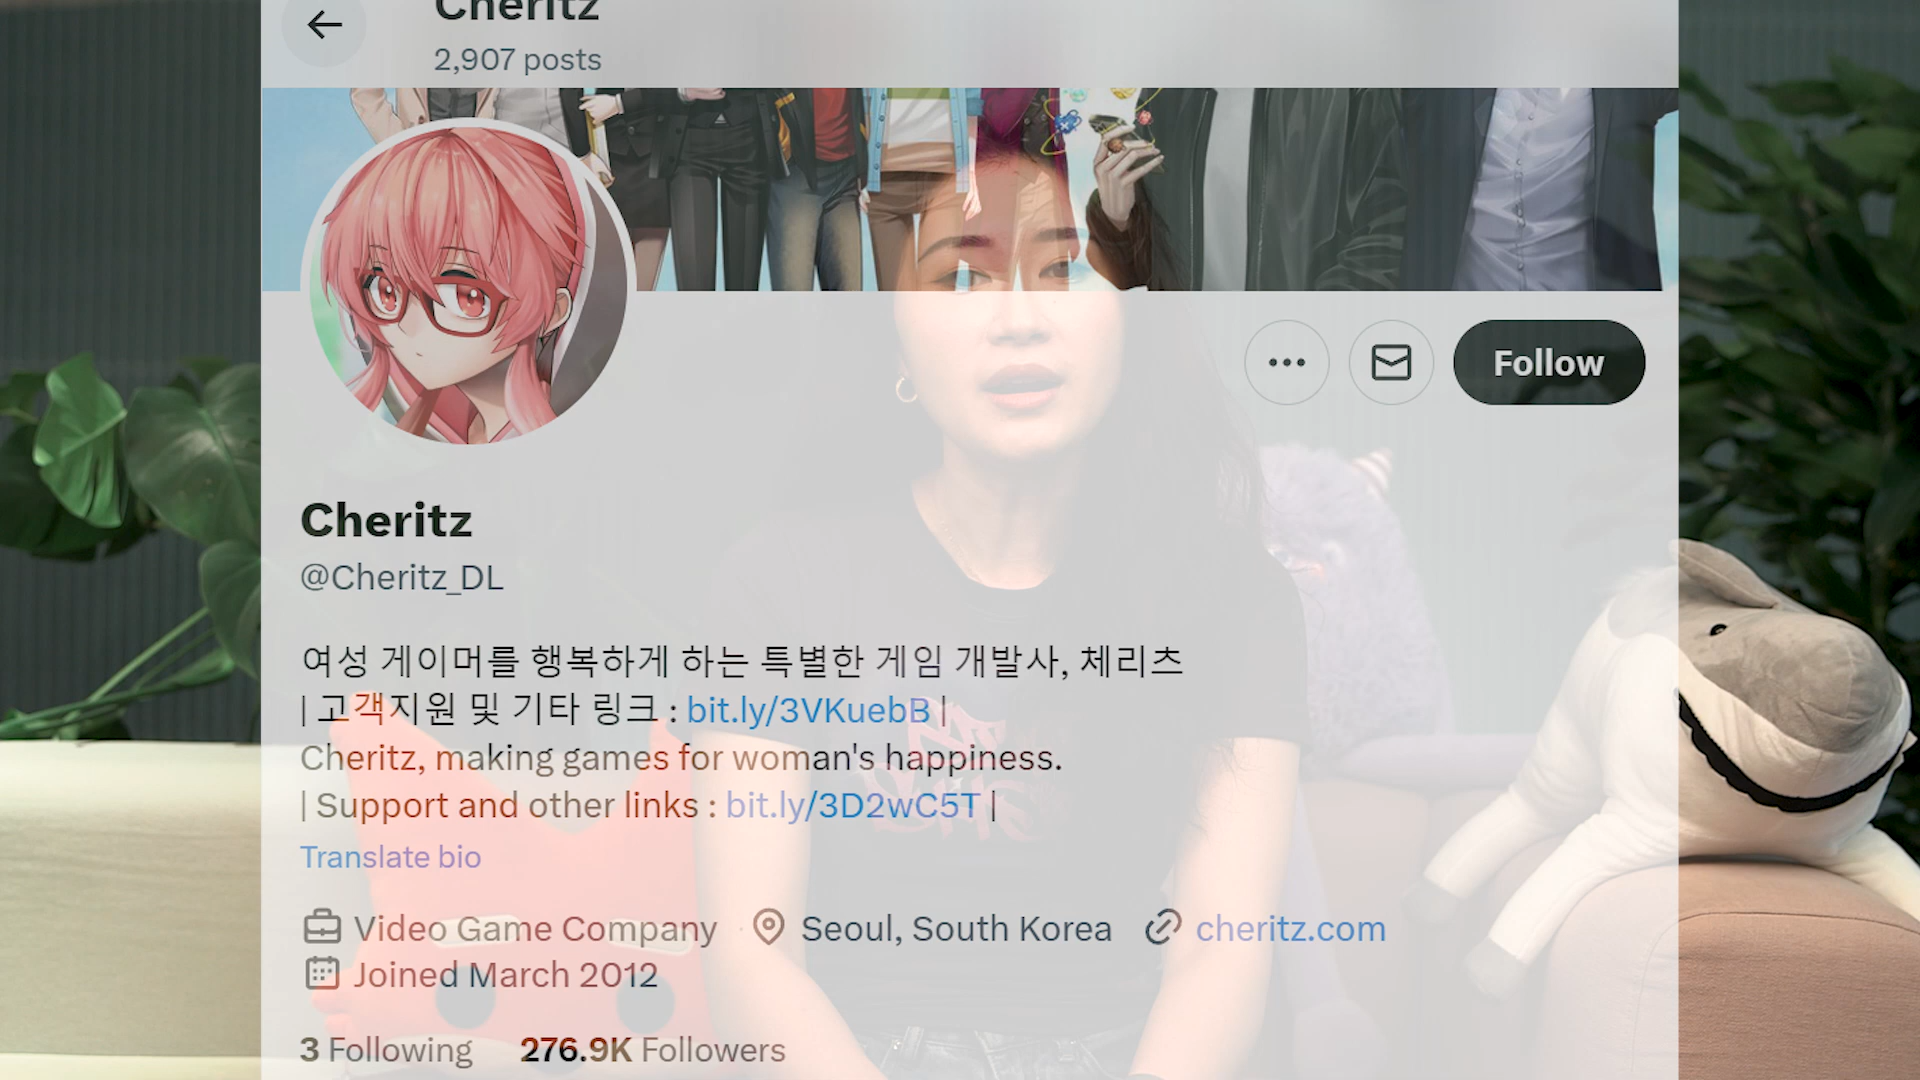 Cheritz
2,907 posts
Follow
Cheritz
@Cheritz_DL
여성 게이머를 행복하게 하는 특별한 게임 개발사, 체리츠
| 고객지원 및 기타 링크 : bit.ly/3VKuebB |
Cheritz, making games for woman's happiness.
| Support and other links : bit.ly/3D2wC5T |
Translate bio
Video Game Company Seoul, South Korea cheritz.com
Joined March 2012
3 Following 276.9K Followers